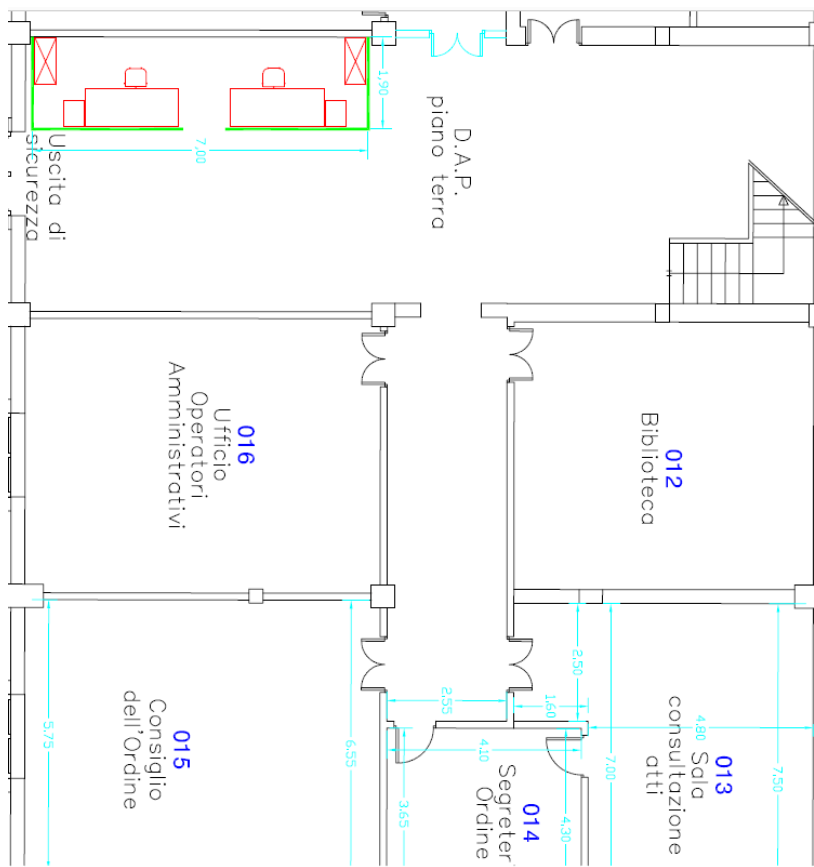 1,90
7,00
D.A.P.
piano terra
Uscita di
sicurezza
016
Ufficio
Operatori
Amministrativi
012
Biblioteca
2,50
2,55
1,60
4,80
5,75
6,55
015
Consiglio
dell'Ordine
4,10
3,65
014
Segreter
Ordine
4,30
7,00
013
Sala
consultazione
atti
7,50